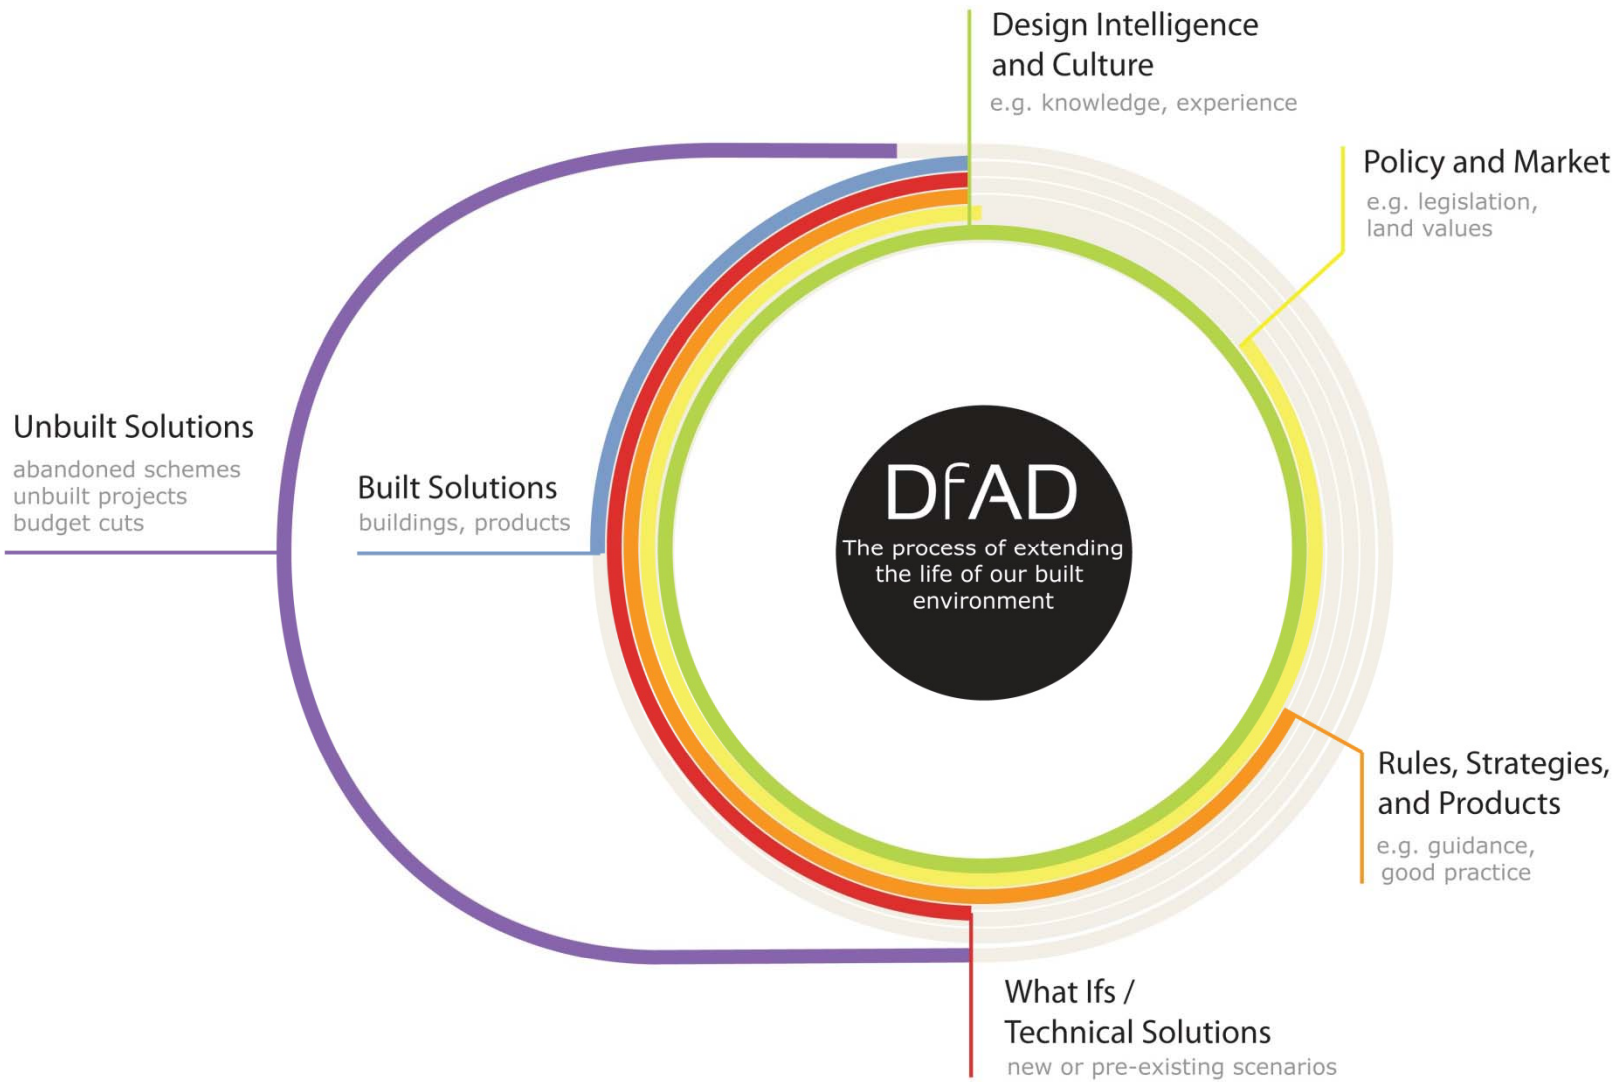 Design Intelligence
and Culture
e.g. knowledge, experience
Policy and Market
e.g. legislation,
land values
Unbuilt Solutions
abandoned schemes
unbuilt projects
budget cuts
Built Solutions
buildings, products
DfAD
The process of extending
the life of our built
environment
Rules, Strategies,
and Products
e.g. guidance,
good practice
What Ifs /
Technical Solutions
new or pre-existing scenarios